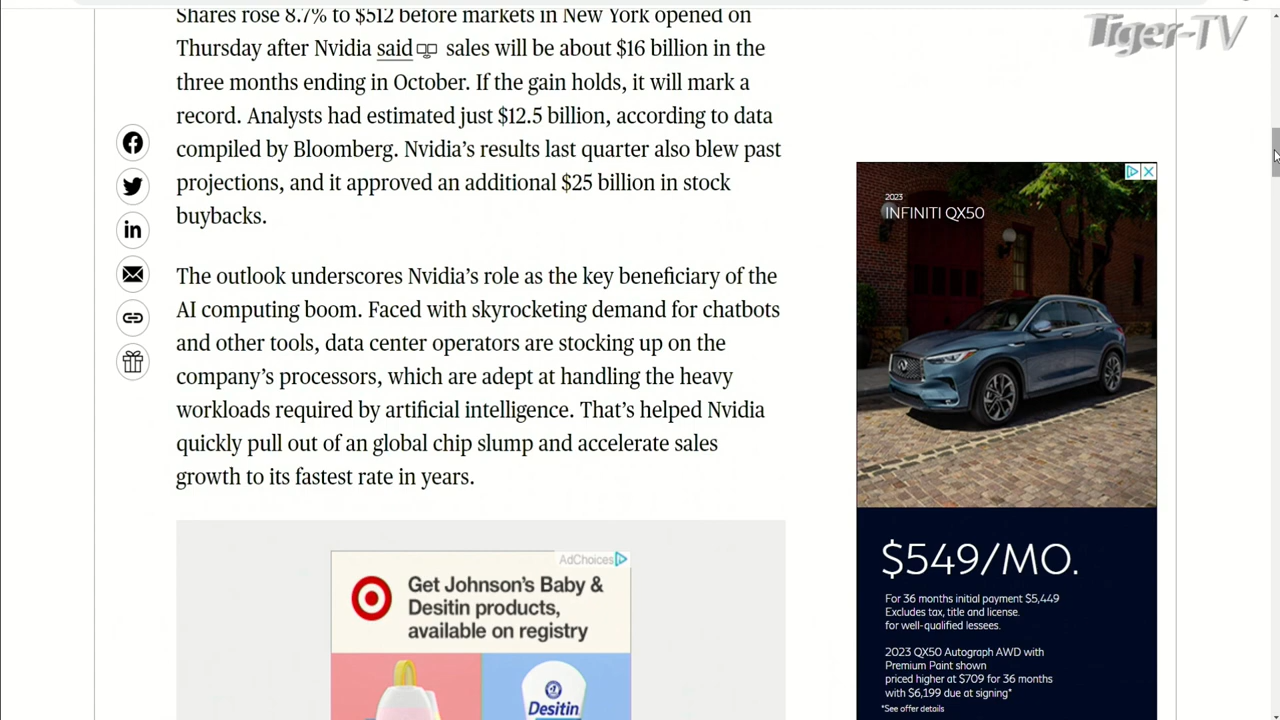 Tiger-TV
Shares rose 8.7% to $512 before markets in New York opened on
Thursday after Nvidia said sales will be about $16 billion in the
three months ending in October. If the gain holds, it will mark a
record. Analysts had estimated just $12.5 billion, according to data
compiled by Bloomberg. Nvidia’s results last quarter also blew past
projections, and it approved an additional $25 billion in stock
buybacks.
The outlook underscores Nvidia’s role as the key beneficiary of the
AI computing boom. Faced with skyrocketing demand for chatbots
and other tools, data center operators are stocking up on the
company’s processors, which are adept at handling the heavy
workloads required by artificial intelligence. That’s helped Nvidia
quickly pull out of an global chip slump and accelerate sales
growth to its fastest rate in years.
AdChoices
Get Johnson’s Baby &
Desitin products,
available on registry
Desitin
2023
INFINITI QX50
$549/MO.
For 36 months initial payment $5,449
Excludes tax, title and license.
for well-qualified lessees.
2023 QX50 Autograph AWD with
Premium Paint shown
priced higher at $709 for 36 months
with $6,199 due at signing*
*See offer details